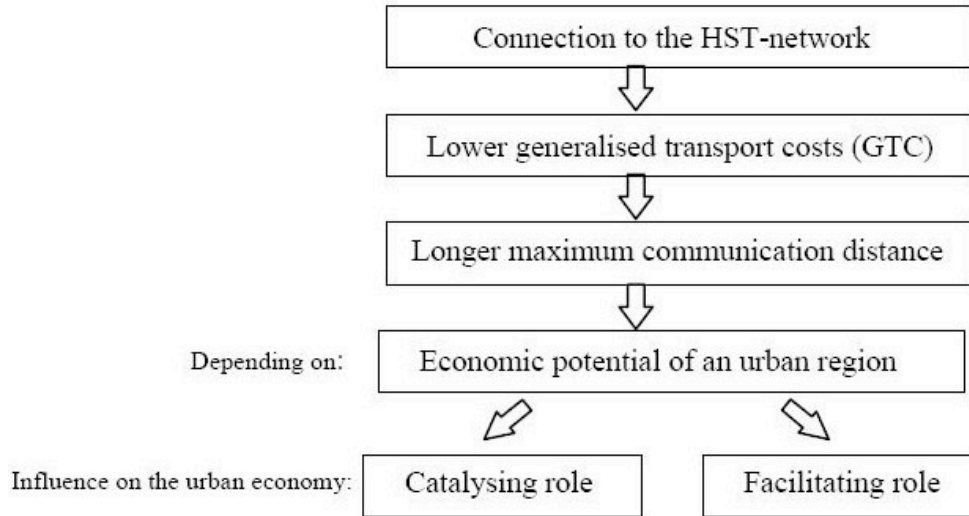 Connection to the HST-network
Lower generalised transport costs (GTC)
Longer maximum communication distance
Depending on:
Economic potential of an urban region
Influence on the urban economy:
Catalysing role
Facilitating role